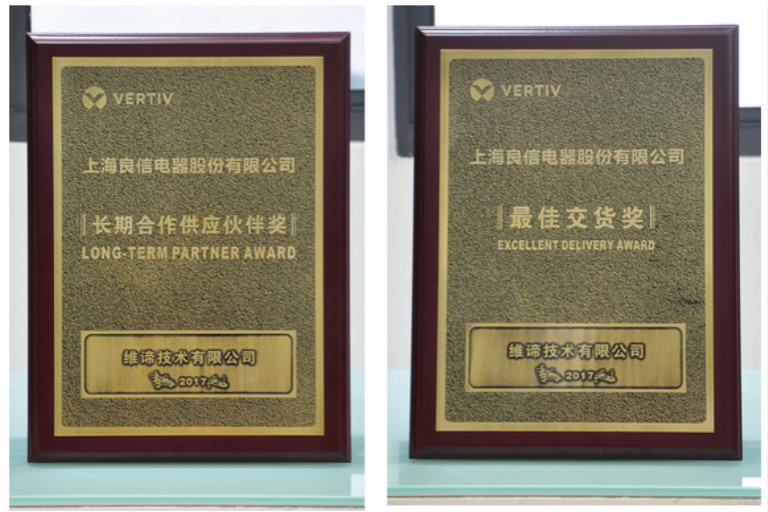 VERTIV
上海良信电器股份有限公司
长期合作供应伙伴奖
LONG-TERM PARTNER AWARD
维谛技术有限公司
2017
VERTIV
上海良信电器股份有限公司
最佳交货奖
EXCELLENT DELIVERY AWARD
维谛技术有限公司
2017